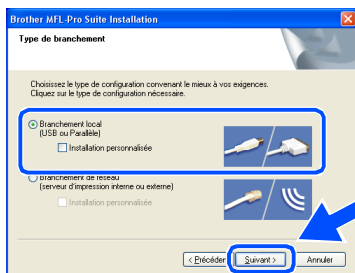 Brother MFL-Pro Suite Installation
Type de branchement
Choisissez le type de configuration convenant le mieux à vos exigences.
Cliquez sur le type de configuration nécessaire.
Branchement local
(USB ou Parallèle)
Installation personnalisée
Branchement de réseau
(serveur d'impression interne ou externe)
Installation personnalisée
< Précédent
Suivant >
Annuler